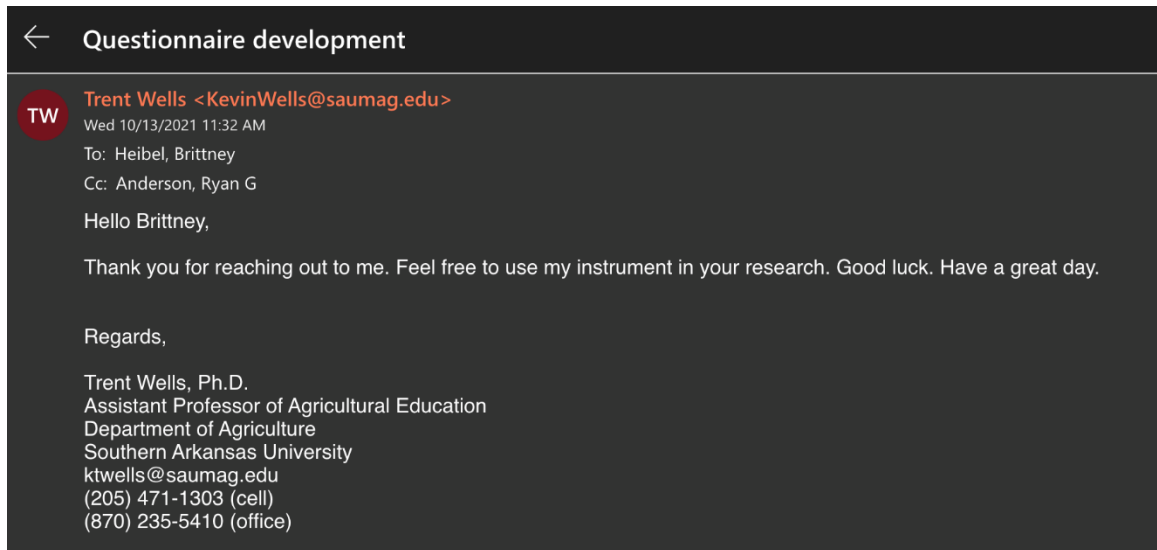 Questionnaire development
TW
Trent Wells <KevinWells@saumag.edu>
Wed 10/13/2021 11:32 AM
To: Heibel, Brittney
Cc: Anderson, Ryan G
Hello Brittney,
Thank you for reaching out to me. Feel free to use my instrument in your research. Good luck. Have a great day.
Regards,
Trent Wells, Ph.D.
Assistant Professor of Agricultural Education
Department of Agriculture
Southern Arkansas University
ktwells@saumag.edu
(205) 471-1303 (cell)
(870) 235-5410 (office)